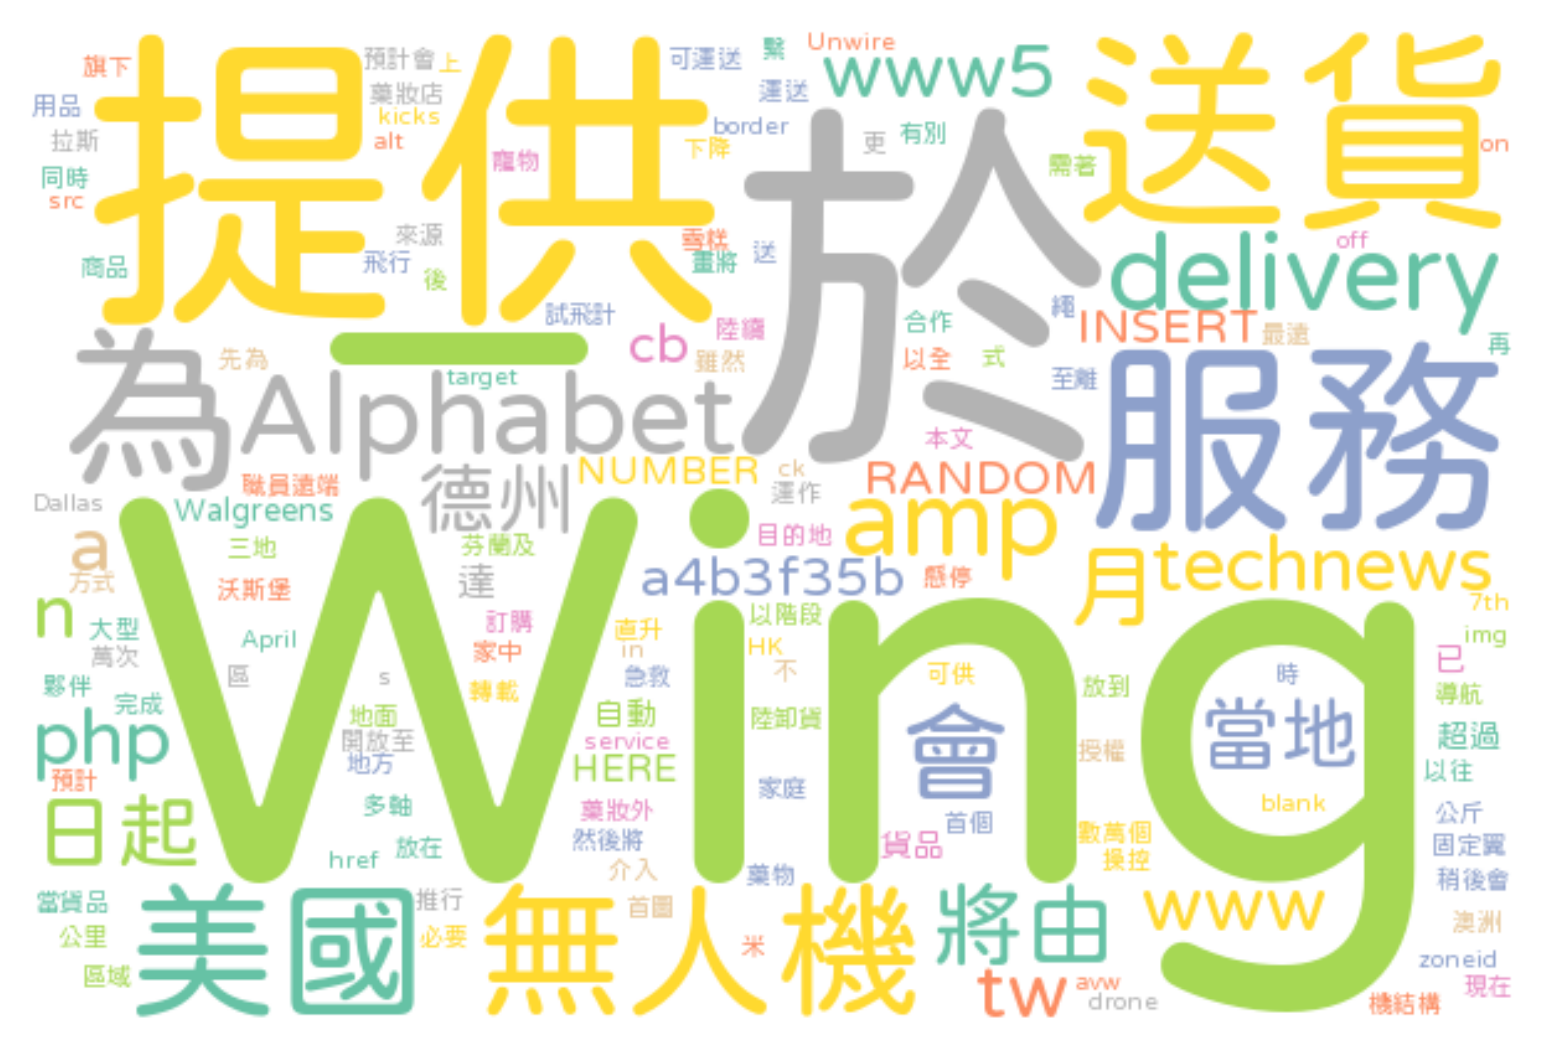 旗下
預計會
上
可運送
繫
Unwire
www5
送貨
提供
用品
藥妝店
kicks
運送
border
有別
更
拉斯
alt
寵物
下降
需著
on
同時
src
來源
雪糕
於
off
商品
飛行
後
畫將
送
delivery
試飛計
繩
INSERT
最遠
一
cb
陸續
合作
再
為
先為
雖然
以全
式
Alphabet
target
至離
服務
本文
職員遠端
德州
NUMBER
ck
RANDOM
Dallas
Walgreens
運作
amp
a
三地
芬蘭及
目的地
月
technews
方式
沃斯堡
達
a4b3f35b
懸停
7th
n
大型
April
訂購
直升
以階段
img
萬次
家中
in
HK
已
區
s
急救
不
可供
時
夥伴
完成
轉載
放到
導航
Wing
php
地面
自動
陸卸貨
會
當地
超過
開放至
service
授權
預計
地方
HERE
家庭
以往
日起
多軸
藥妝外
首個
blank
公斤
然後將
數萬個
href
放在
貨品
操控
固定翼
介入
藥物
稍後會
當貨品
美國
推行
無人機
首圖
將由
www
公里
必要
米
澳洲
區域
tw
avw
zoneid
drone
現在
機結構